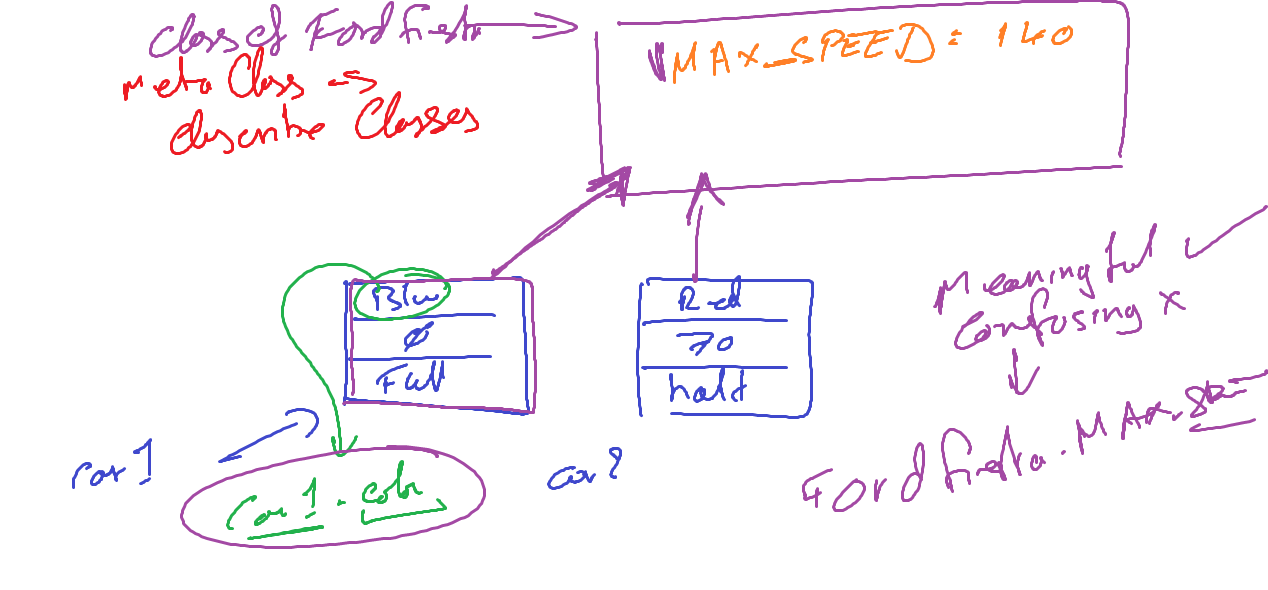 Class of Ford fiesta
MAX_SPEED = 140
meta Class
describe Classes
Meaningful
Confusing x
Blue
0
Full
Red
70
half
Ford fiesta. MAX_SPE
car 1
car 2
Car 1 . color